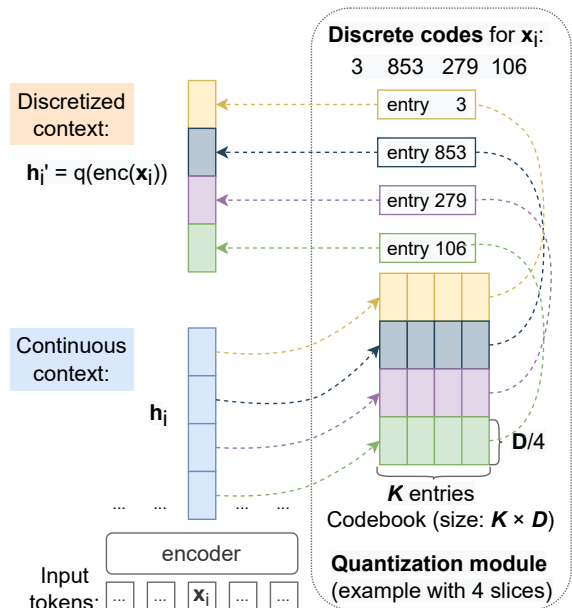 Discrete codes for xᵢ:
3 853 279 106
Discretized
context:
hᵢ' = q(enc(xᵢ))
entry 3
entry 853
entry 279
entry 106
Continuous
context:
hᵢ
D/4
K entries
Codebook (size: K × D)
... ... ... ...
encoder
Quantization module
(example with 4 slices)
Input
tokens:
... ... xᵢ ... ...